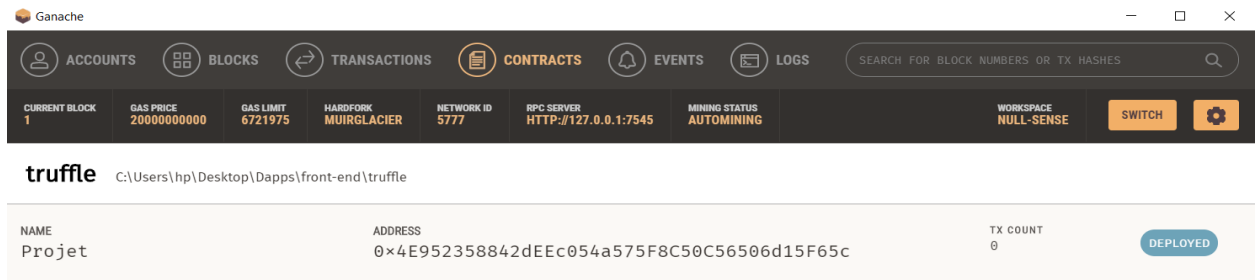 Ganache
ACCOUNTS BLOCKS TRANSACTIONS CONTRACTS EVENTS LOGS SEARCH FOR BLOCK NUMBERS OR TX HASHES
CURRENT BLOCK GAS PRICE GAS LIMIT HARDFORK NETWORK ID RPC SERVER MINING STATUS WORKSPACE
1 20000000000 6721975 MUIRGLACIER 5777 HTTP://127.0.0.1:7545 AUTOMINING NULL-SENSE SWITCH
truffle C:\Users\hp\Desktop\Dapps\front-end\truffle
NAME ADDRESS TX COUNT
Projet 0×4E952358842dEEc054a575F8C50C56506d15F65c 0 DEPLOYED